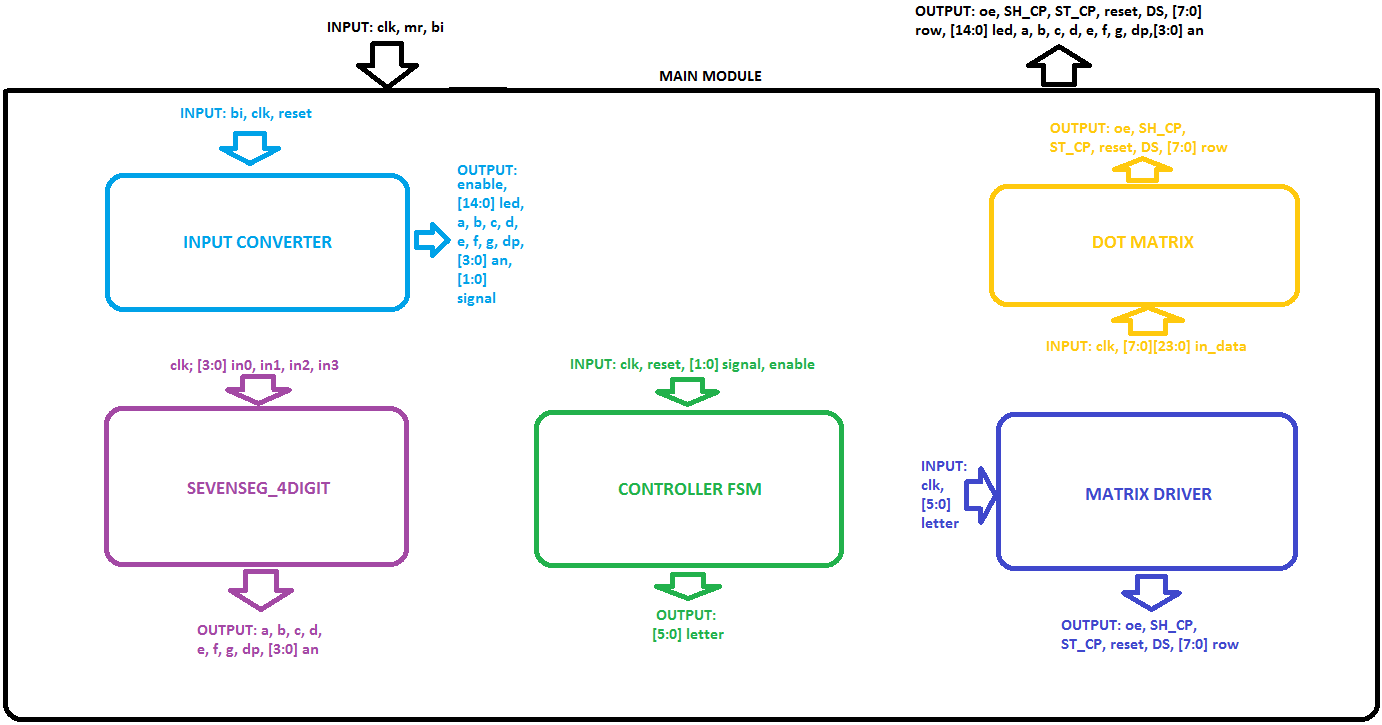 INPUT: clk, mr, bi
OUTPUT: oe, SH_CP, ST_CP, reset, DS, [7:0]
row, [14:0] led, a, b, c, d, e, f, g, dp,[3:0] an
MAIN MODULE
INPUT: bi, clk, reset
INPUT CONVERTER
OUTPUT:
enable,
[14:0] led,
a, b, c, d,
e, f, g, dp,
[3:0] an,
[1:0]
signal
OUTPUT: oe, SH_CP,
ST_CP, reset, DS, [7:0] row
DOT MATRIX
INPUT: clk, [7:0][23:0] in_data
clk; [3:0] in0, in1, in2, in3
SEVENSEG_4DIGIT
OUTPUT: a, b, c, d,
e, f, g, dp, [3:0] an
INPUT: clk, reset, [1:0] signal, enable
CONTROLLER FSM
OUTPUT:
[5:0] letter
INPUT:
clk,
[5:0]
letter
MATRIX DRIVER
OUTPUT: oe, SH_CP,
ST_CP, reset, DS, [7:0] row